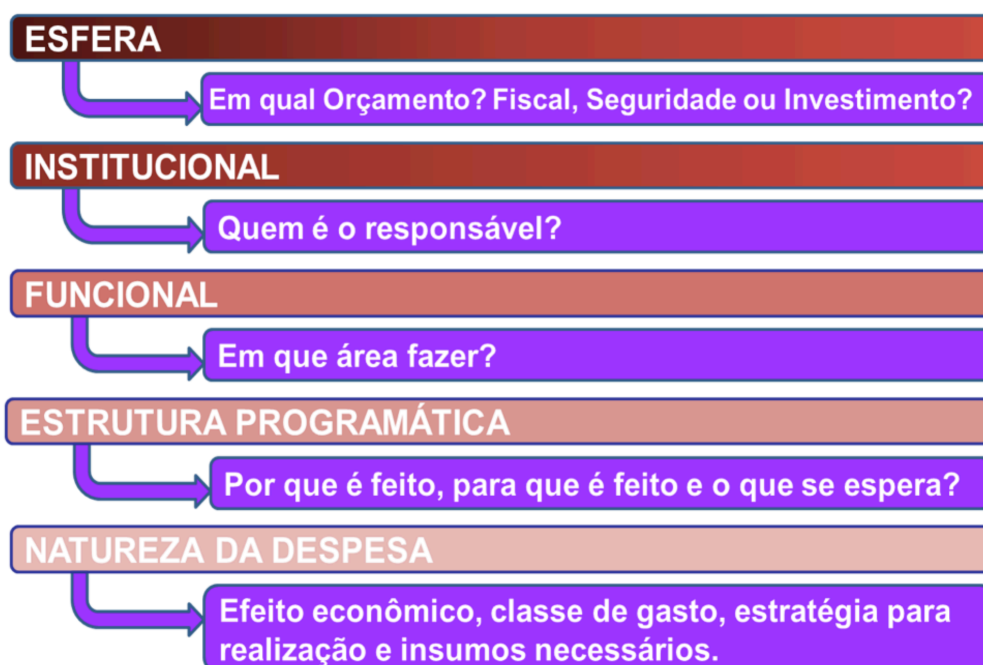 ESFERA
Em qual Orçamento? Fiscal, Seguridade ou Investimento?
INSTITUCIONAL
Quem é o responsável?
FUNCIONAL
Em que área fazer?
ESTRUTURA PROGRAMÁTICA
Por que é feito, para que é feito e o que se espera?
NATUREZA DA DESPESA
Efeito econômico, classe de gasto, estratégia para
realização e insumos necessários.